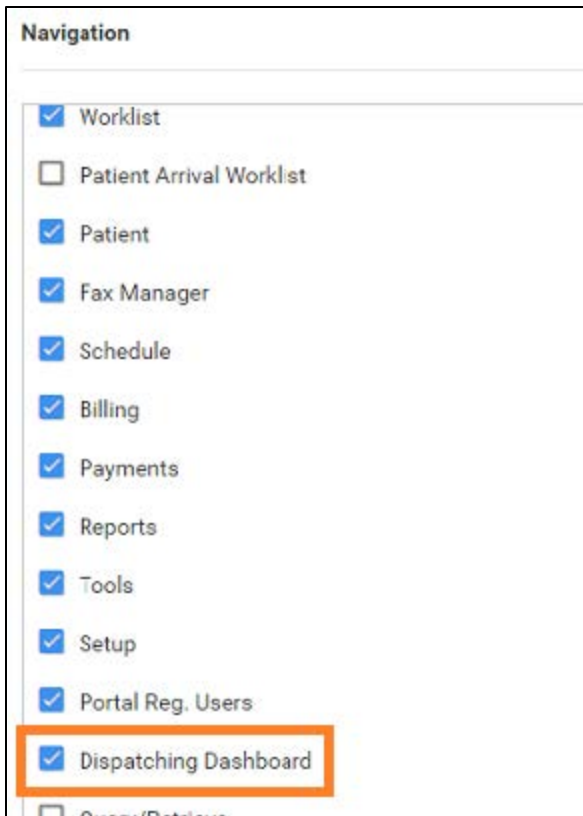 Navigation
Worklist
Patient Arrival Worklist
Patient
Fax Manager
Schedule
Billing
Payments
Reports
Tools
Setup
Portal Reg. Users
Dispatching Dashboard